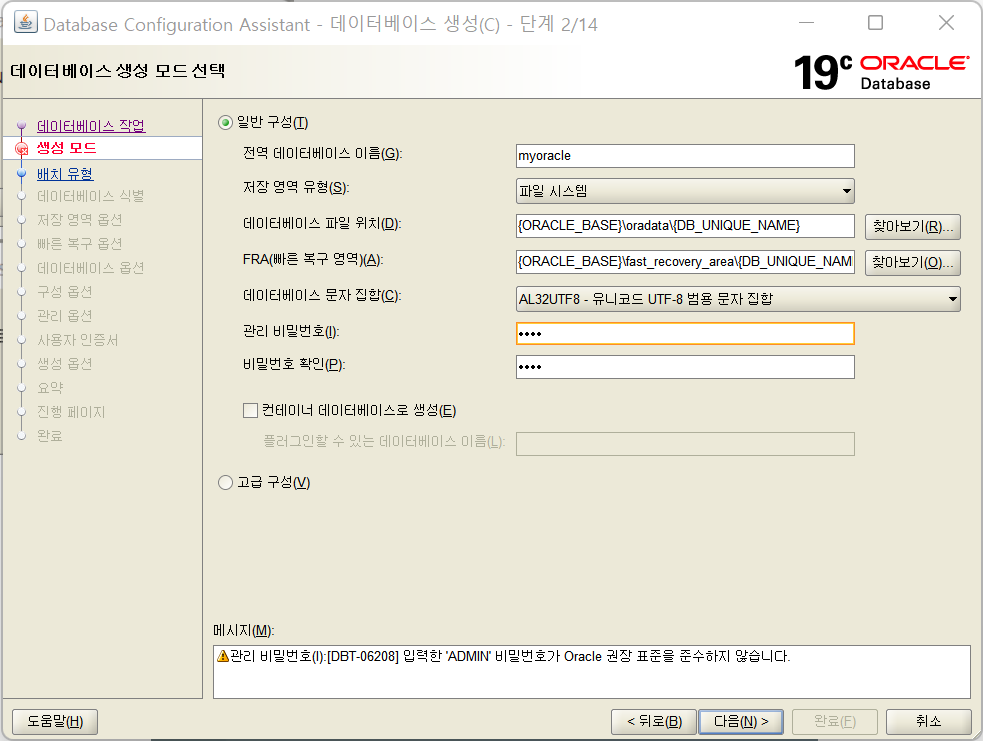 Database Configuration Assistant - 데이터베이스 생성(C) - 단계 2/14
데이터베이스 생성 모드 선택
19c ORACLE Database
데이터베이스 작업
생성 모드
배치 유형
데이터베이스 식별
저장 영역 옵션
빠른 복구 옵션
데이터베이스 옵션
구성 옵션
관리 옵션
사용자 인증서
생성 옵션
요약
진행 페이지
완료
일반 구성(T)
전역 데이터베이스 이름(G): myoracle
저장 영역 유형(S): 파일 시스템
데이터베이스 파일 위치(D): {ORACLE_BASE}\oradata\{DB_UNIQUE_NAME} 찾아보기(R)...
FRA(빠른 복구 영역)(A): {ORACLE_BASE}\fast_recovery_area\{DB_UNIQUE_NAM 찾아보기(O)...
데이터베이스 문자 집합(C): AL32UTF8 - 유니코드 UTF-8 범용 문자 집합
관리 비밀번호(I): ••••
비밀번호 확인(P): ••••
컨테이너 데이터베이스로 생성(E)
플러그인할 수 있는 데이터베이스 이름(L):
고급 구성(V)
메시지(M):
관리 비밀번호(I):[DBT-06208] 입력한 'ADMIN' 비밀번호가 Oracle 권장 표준을 준수하지 않습니다.
도움말(H) < 뒤로(B) 다음(N) > 완료(F) 취소